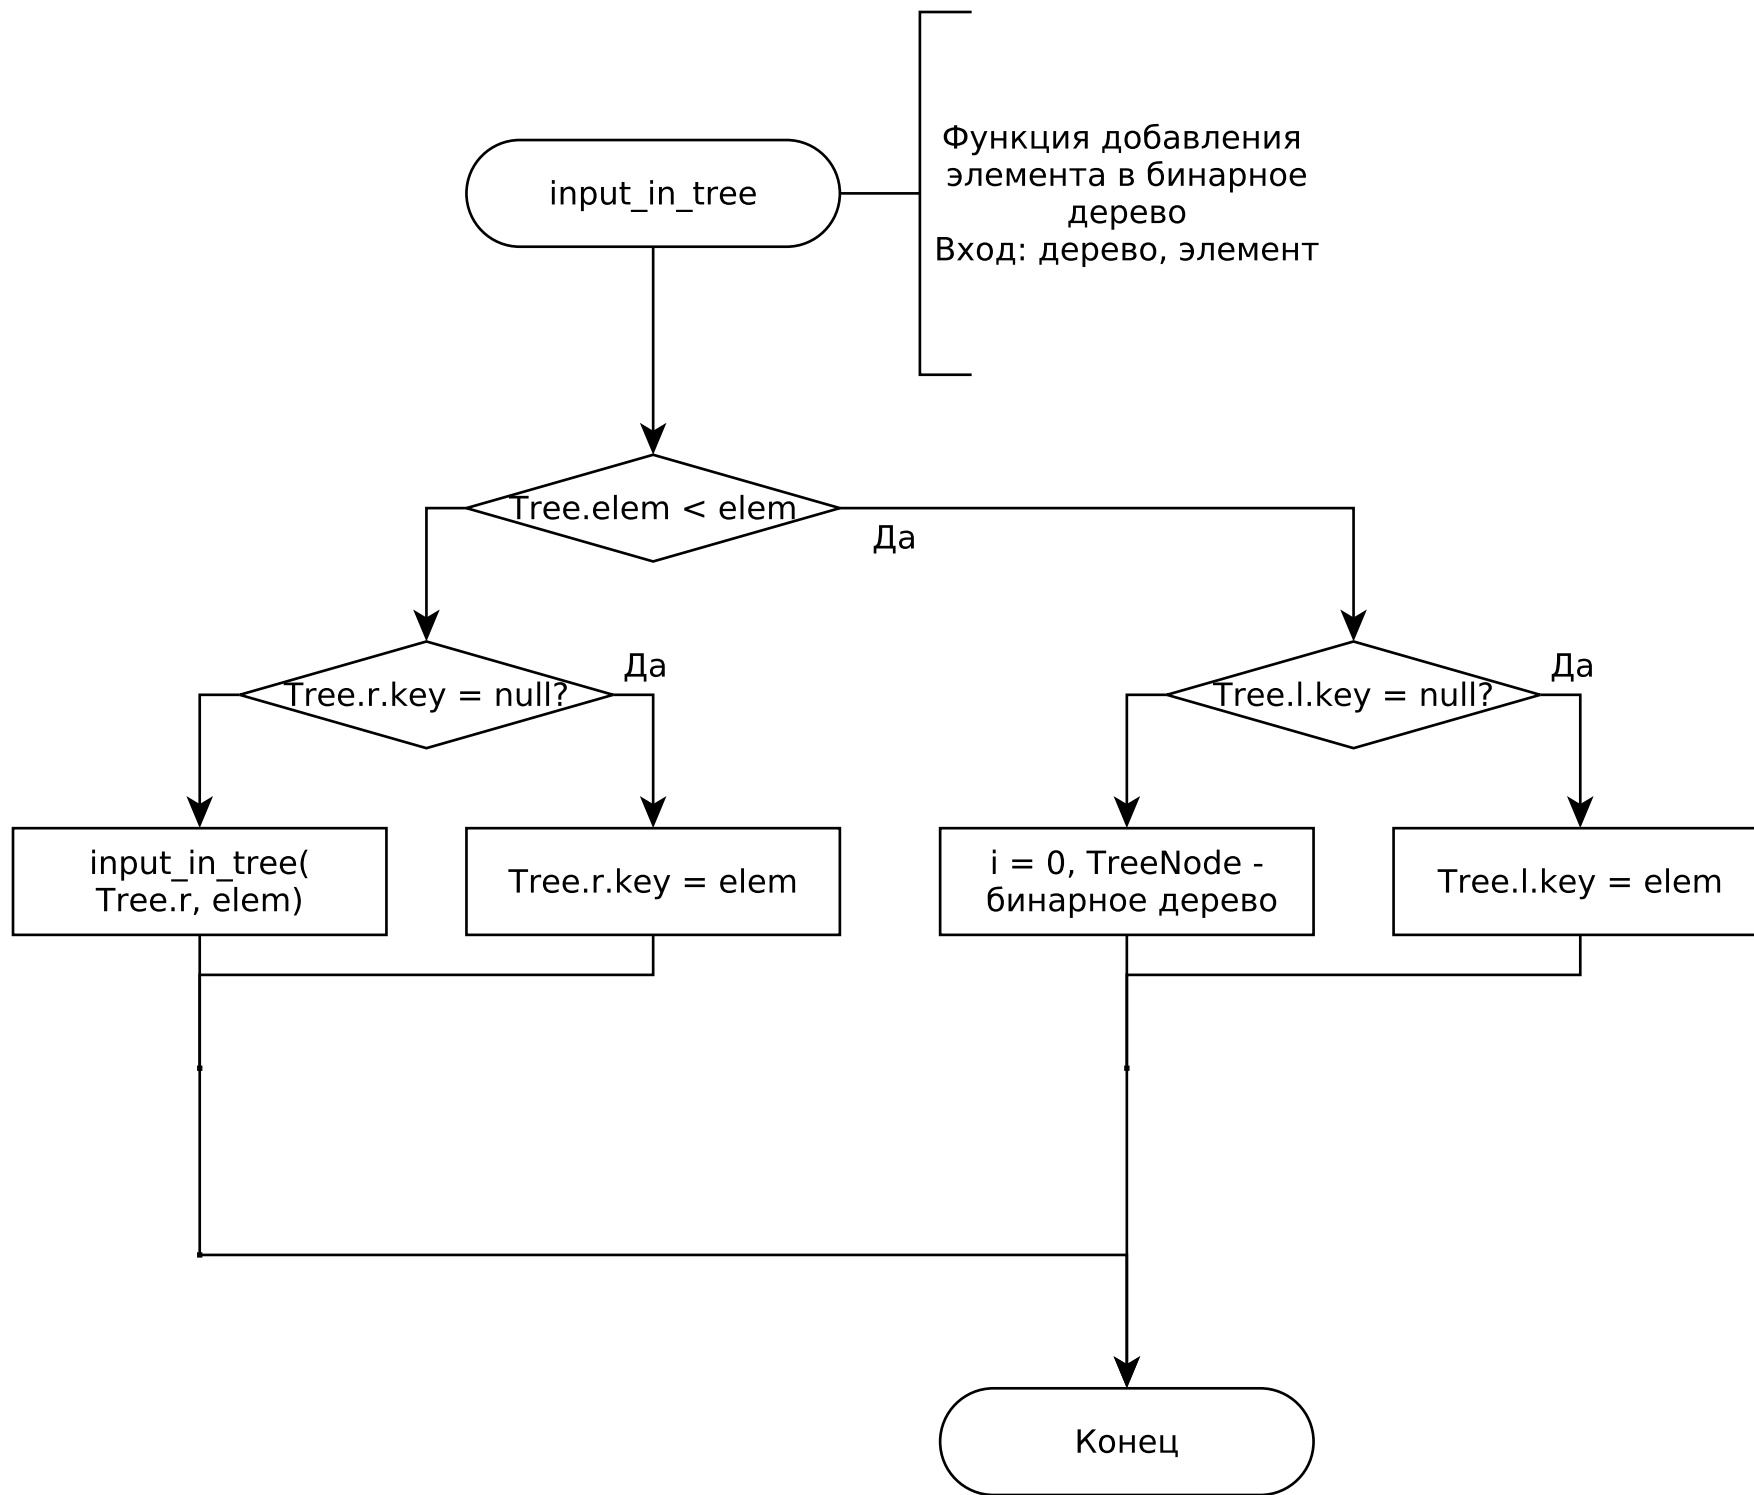 input_in_tree
Функция добавления
элемента в бинарное
дерево
Вход: дерево, элемент
Tree.elem < elem
Да
Tree.r.key = null?
Да
Tree.l.key = null?
Да
input_in_tree(
Tree.r, elem)
Tree.r.key = elem
i = 0, TreeNode -
бинарное дерево
Tree.l.key = elem
Конец